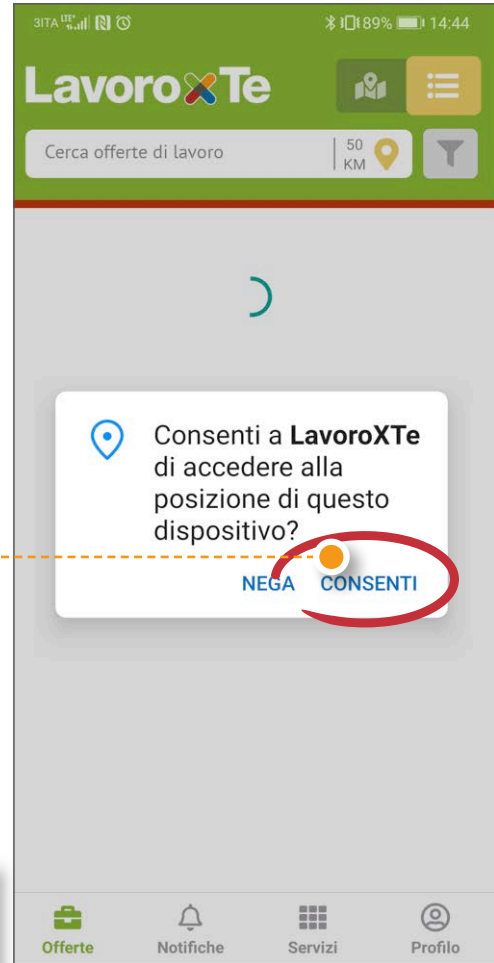 3ITA LTE 89% 14:44
LavoroxTe
Cerca offerte di lavoro
50
KM
Consenti a LavoroXTe
di accedere alla
posizione di questo
dispositivo?
NEGA CONSENTI
Offerte Notifiche Servizi Profilo